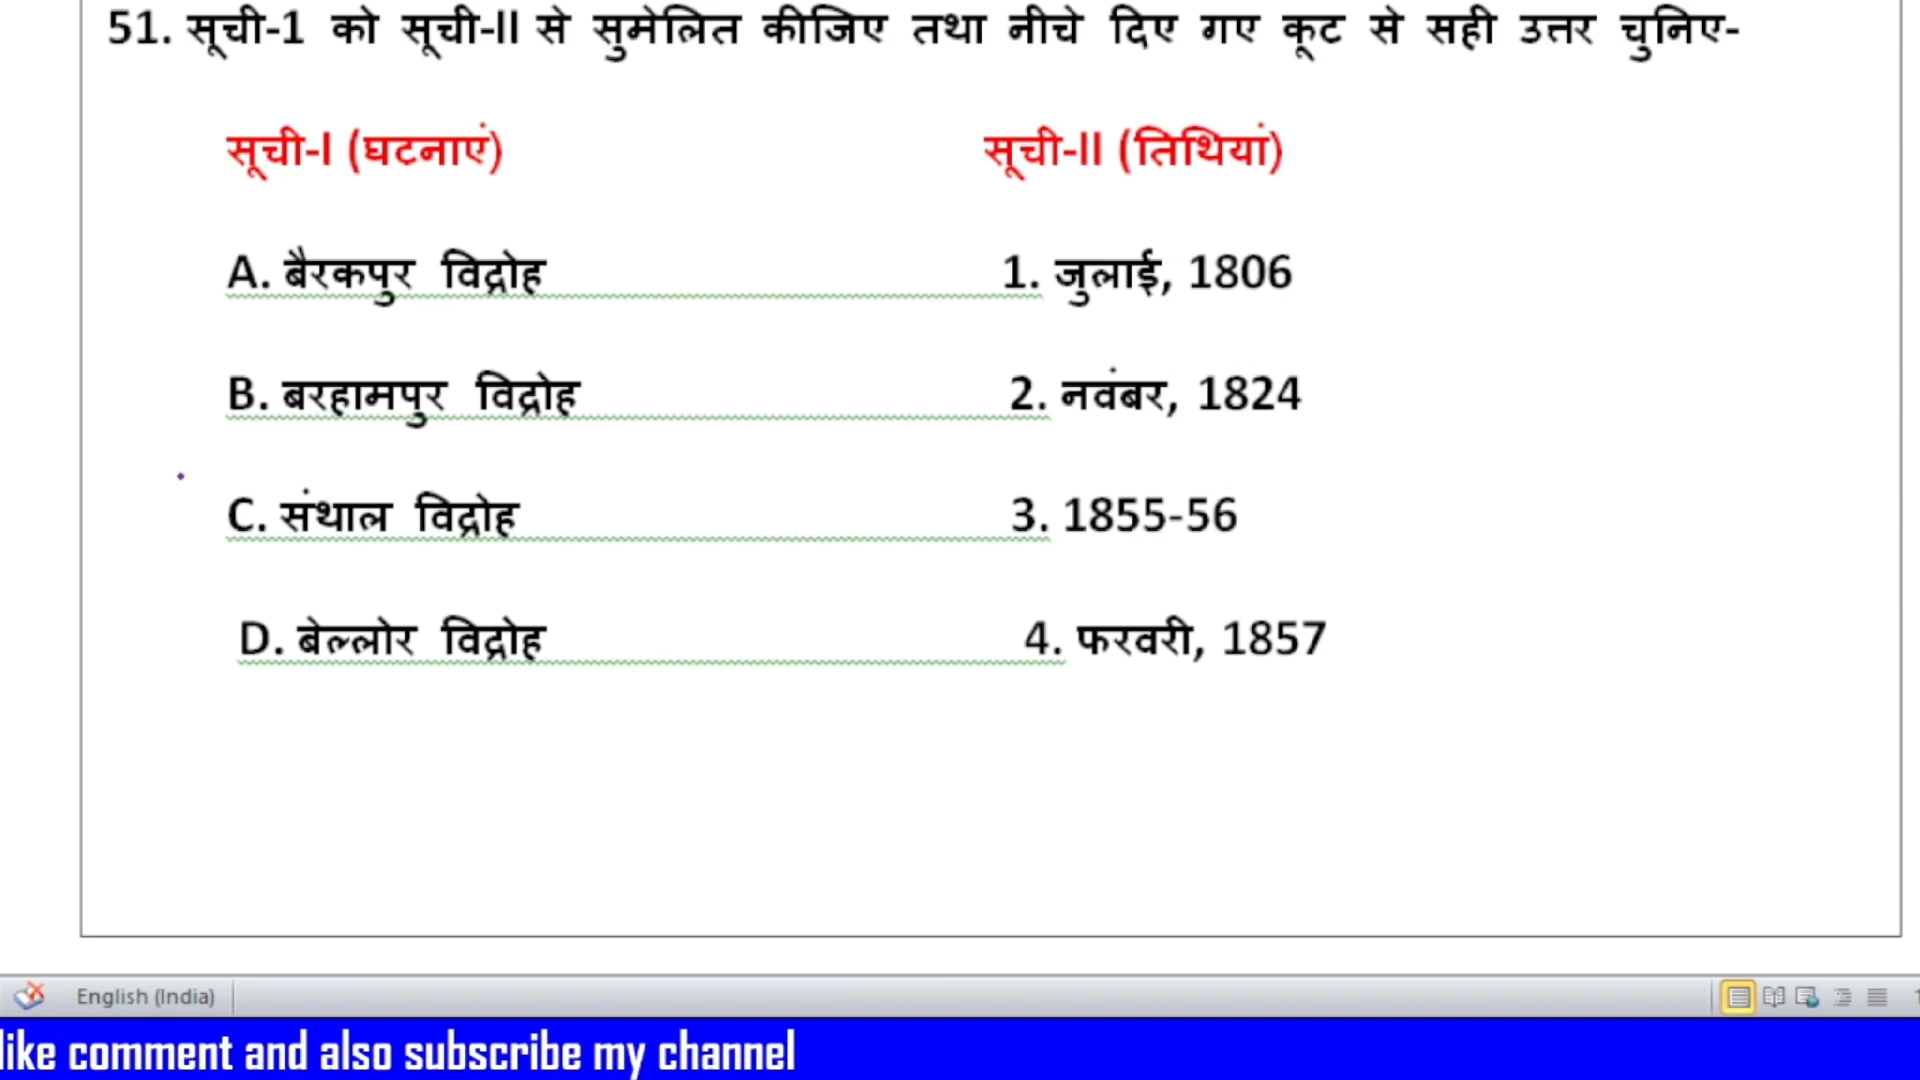 51. सूची-1 को सूची-II से सुमेलित कीजिए तथा नीचे दिए गए कूट से सही उत्तर चुनिए-
सूची-I (घटनाएं) सूची-II (तिथियां)
A. बैरकपुर विद्रोह 1. जुलाई, 1806
B. बरहामपुर विद्रोह 2. नवंबर, 1824
C. संथाल विद्रोह 3. 1855-56
D. बेल्लोर विद्रोह 4. फरवरी, 1857
English (India)
like comment and also subscribe my channel